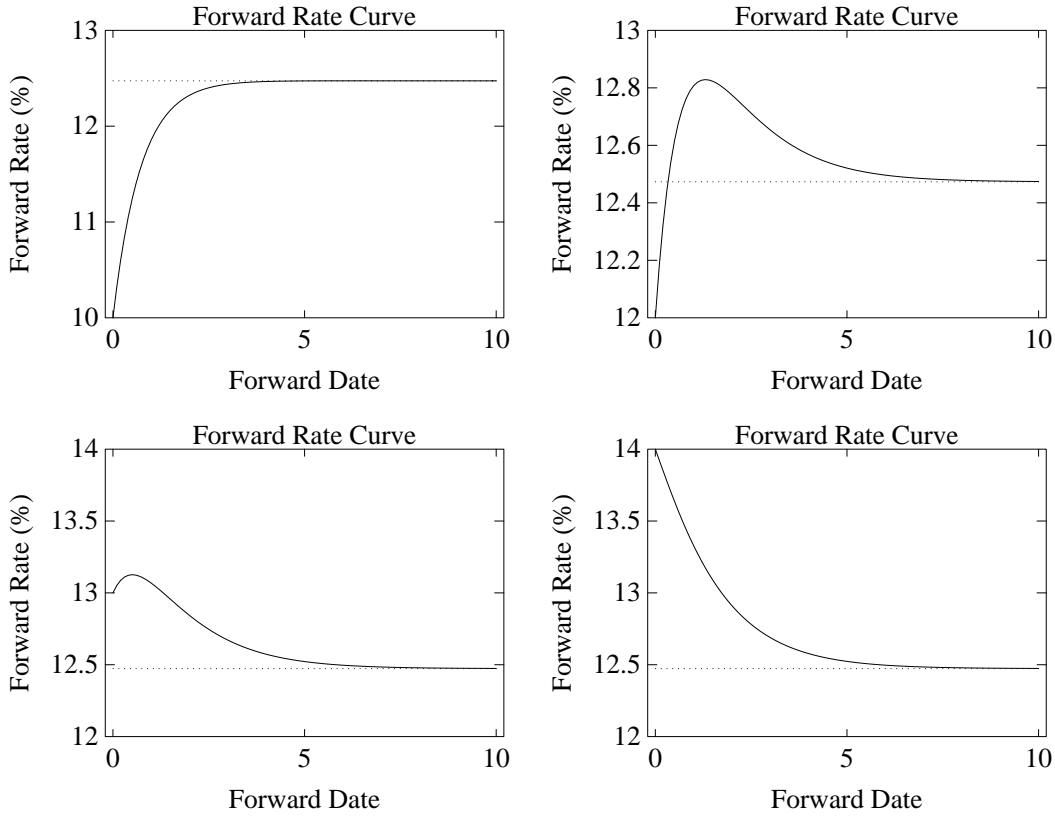 Forward Rate Curve
13
12
11
10
Forward Rate (%)
0 5 10
Forward Date
Forward Rate Curve
13
12.8
12.6
12.4
12.2
12
Forward Rate (%)
0 5 10
Forward Date
Forward Rate Curve
14
13.5
13
12.5
12
Forward Rate (%)
0 5 10
Forward Date
Forward Rate Curve
14
13.5
13
12.5
12
Forward Rate (%)
0 5 10
Forward Date